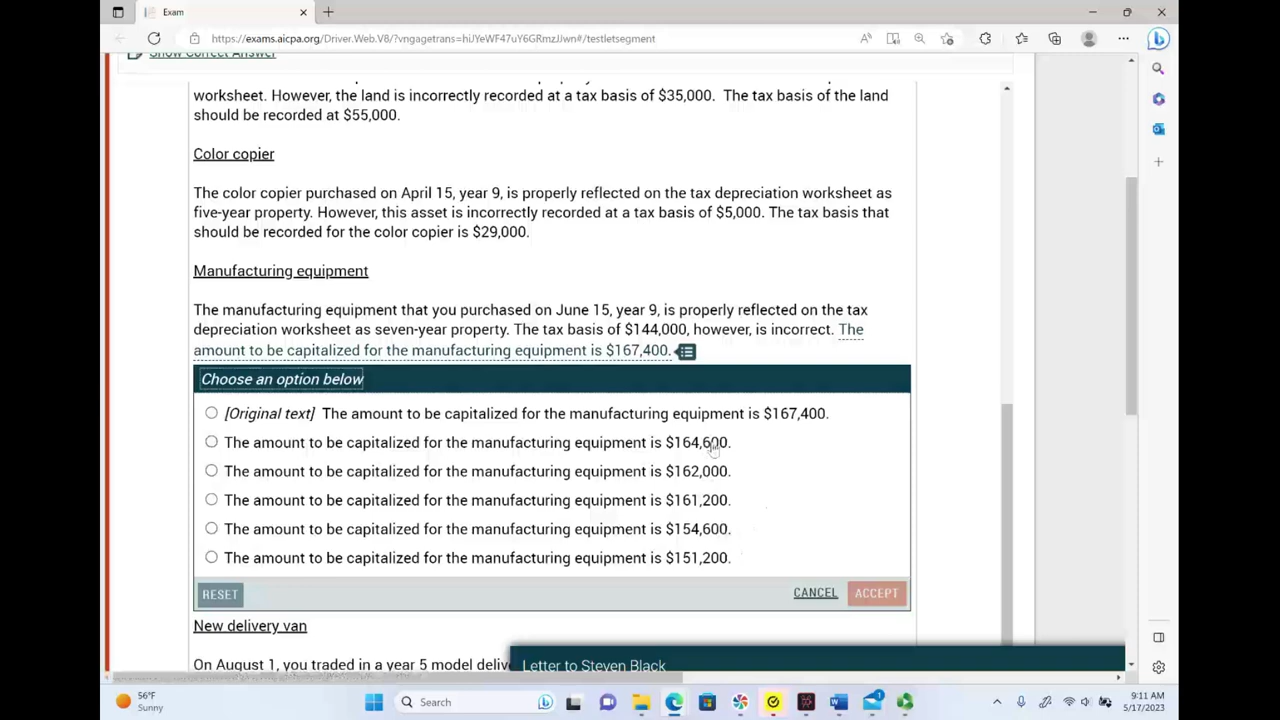 Exam
https://exams.aicpa.org/Driver.Web.V8/?vngagetrans=hiJYeWF47uY6GRmzJJwn#/testletsegment
Show Correct Answer
worksheet. However, the land is incorrectly recorded at a tax basis of $35,000. The tax basis of the land
should be recorded at $55,000.
Color copier
The color copier purchased on April 15, year 9, is properly reflected on the tax depreciation worksheet as
five-year property. However, this asset is incorrectly recorded at a tax basis of $5,000. The tax basis that
should be recorded for the color copier is $29,000.
Manufacturing equipment
The manufacturing equipment that you purchased on June 15, year 9, is properly reflected on the tax
depreciation worksheet as seven-year property. The tax basis of $144,000, however, is incorrect. The
amount to be capitalized for the manufacturing equipment is $167,400.
Choose an option below
[Original text] The amount to be capitalized for the manufacturing equipment is $167,400.
The amount to be capitalized for the manufacturing equipment is $164,600.
The amount to be capitalized for the manufacturing equipment is $162,000.
The amount to be capitalized for the manufacturing equipment is $161,200.
The amount to be capitalized for the manufacturing equipment is $154,600.
The amount to be capitalized for the manufacturing equipment is $151,200.
RESET CANCEL ACCEPT
New delivery van
On August 1, you traded in a year 5 model
Letter to Steven Black
56°F
Sunny
Search
9:11 AM
5/17/2023